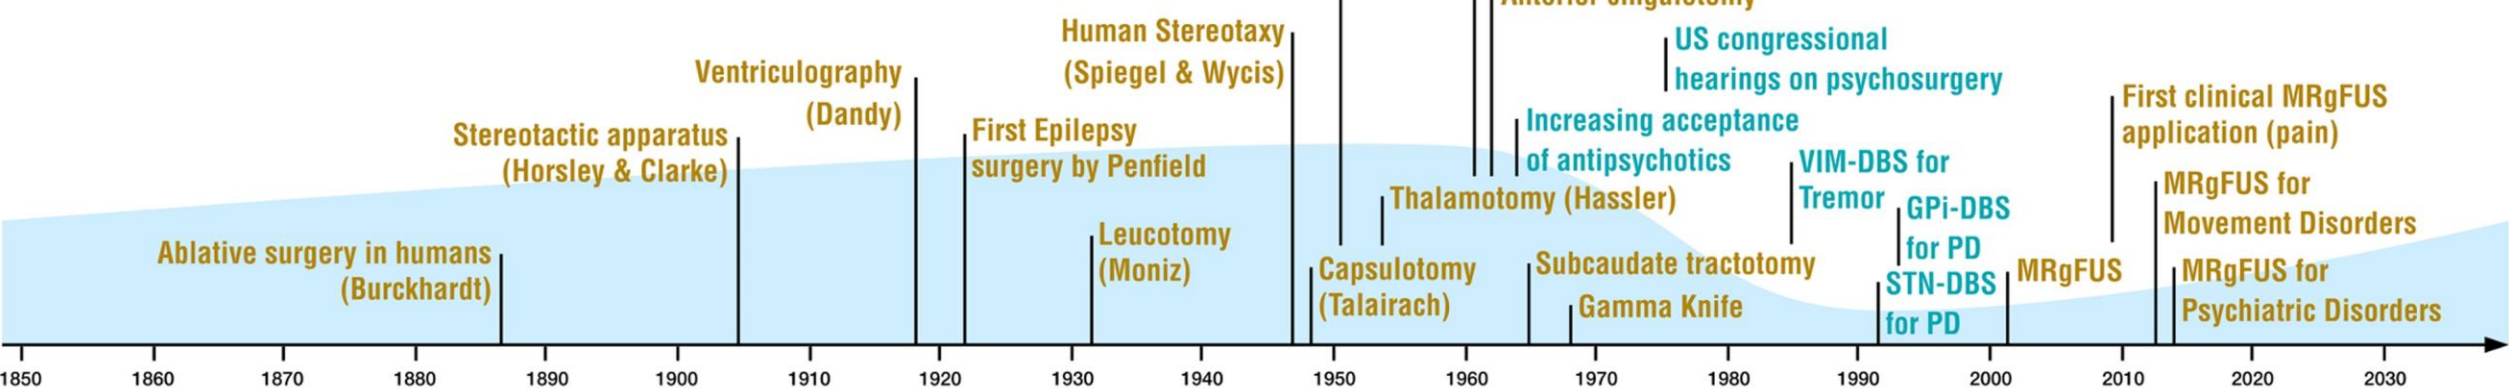 Anterior cingulotomy
Human Stereotaxy
(Spiegel & Wycis)
US congressional
hearings on psychosurgery
Ventriculography
(Dandy)
First clinical MRgFUS
application (pain)
Stereotactic apparatus
(Horsley & Clarke)
First Epilepsy
surgery by Penfield
Increasing acceptance
of antipsychotics
VIM-DBS for
Tremor
Thalamotomy (Hassler)
GPi-DBS
for PD
MRgFUS for
Movement Disorders
Ablative surgery in humans
(Burckhardt)
Leucotomy
(Moniz)
Capsulotomy
(Talairach)
Subcaudate tractotomy
Gamma Knife
STN-DBS
for PD
MRgFUS
MRgFUS for
Psychiatric Disorders
1850 1860 1870 1880 1890 1900 1910 1920 1930 1940 1950 1960 1970 1980 1990 2000 2010 2020 2030